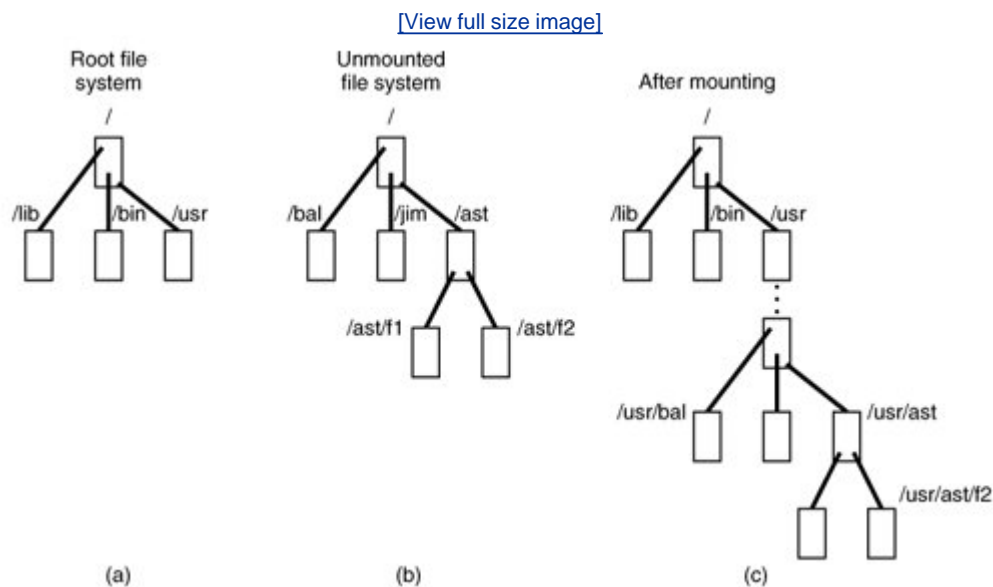 [View full size image]
Root file
system
/
/lib
/bin
/usr
(a)
Unmounted
file system
/
/bal
/jim
/ast
/ast/f1
/ast/f2
(b)
After mounting
/
/lib
/bin
/usr
/usr/bal
/usr/ast
/usr/ast/f2
(c)